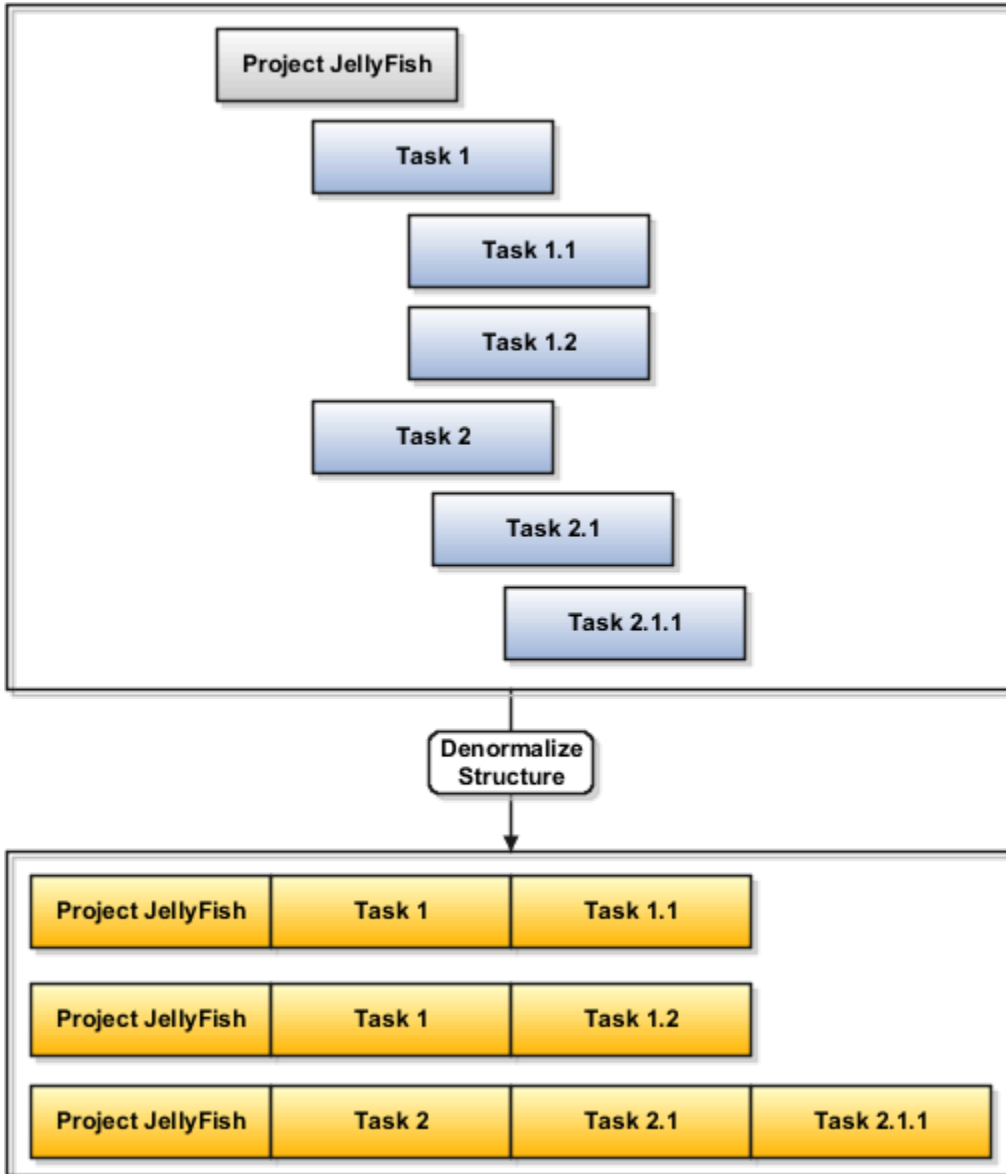 Project JellyFish
Task 1
Task 1.1
Task 1.2
Task 2
Task 2.1
Task 2.1.1
Denormalize
Structure
Project JellyFish Task 1 Task 1.1
Project JellyFish Task 1 Task 1.2
Project JellyFish Task 2 Task 2.1 Task 2.1.1